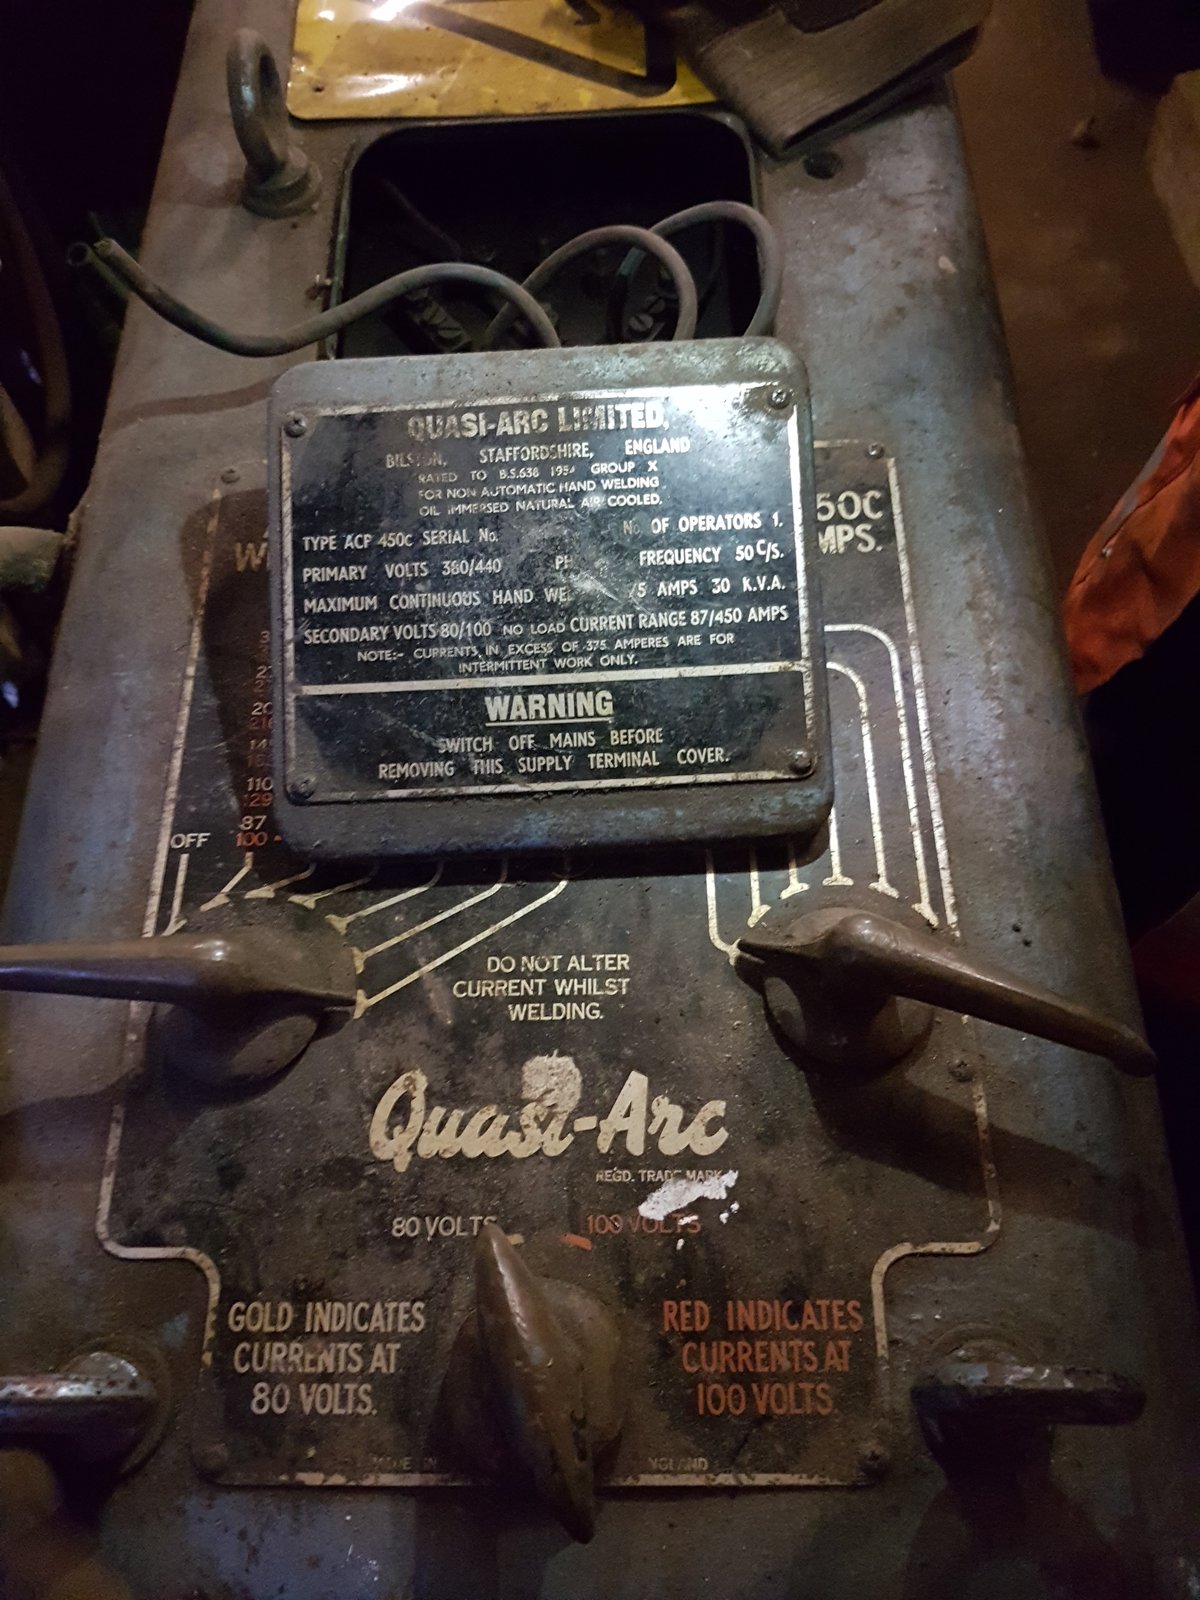 QUASI-ARC LIMITED,
STAFFORDSHIRE, ENGLAND
RATED TO B.S.638 GROUP X
FOR NON AUTOMATIC HAND WELDING
OIL IMMERSED NATURAL AIR COOLED.
TYPE ACP 450C SERIAL No. No. OF OPERATORS 1.
PRIMARY VOLTS 380/440 FREQUENCY 50 C/S.
MAXIMUM CONTINUOUS HAND AMPS 30 K.V.A.
SECONDARY VOLTS 80/100 NO LOAD CURRENT RANGE 87/450 AMPS
NOTE:- CURRENTS IN EXCESS OF 375 AMPERES ARE FOR
INTERMITTENT WORK ONLY.
WARNING
SWITCH OFF MAINS BEFORE
REMOVING THIS SUPPLY TERMINAL COVER.
110
129
87
OFF 100
DO NOT ALTER
CURRENT WHILST
WELDING.
Quasi-Arc
REGD. TRADE MARK
80 VOLTS 100 VOLTS
GOLD INDICATES
CURRENTS AT
80 VOLTS.
RED INDICATES
CURRENTS AT
100 VOLTS
MADE IN ENGLAND